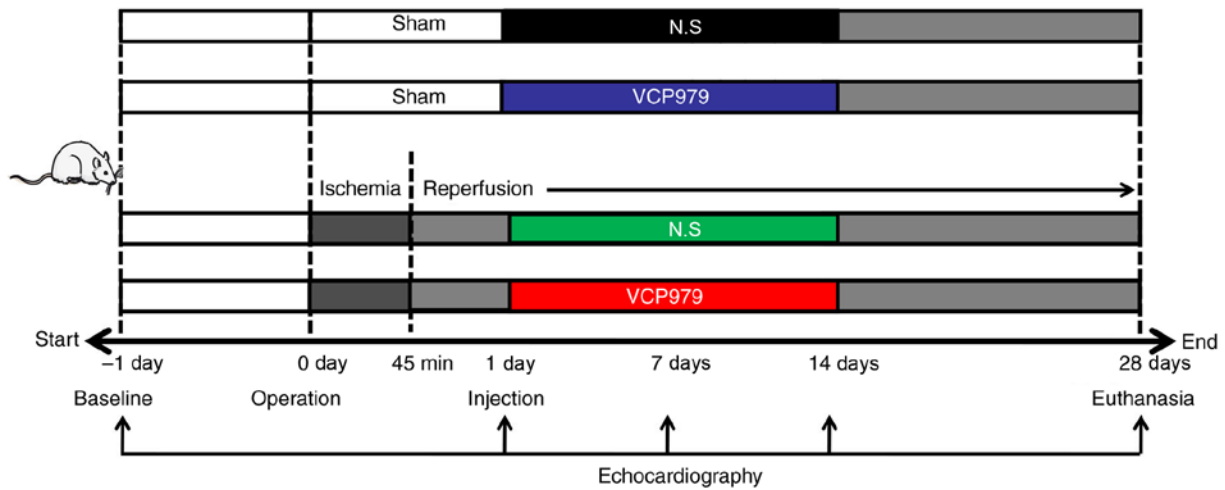 Sham
N.S
Sham
VCP979
Ischemia
Reperfusion
N.S
VCP979
Start
End
−1 day
0 day
45 min
1 day
7 days
14 days
28 days
Baseline
Operation
Injection
Euthanasia
Echocardiography